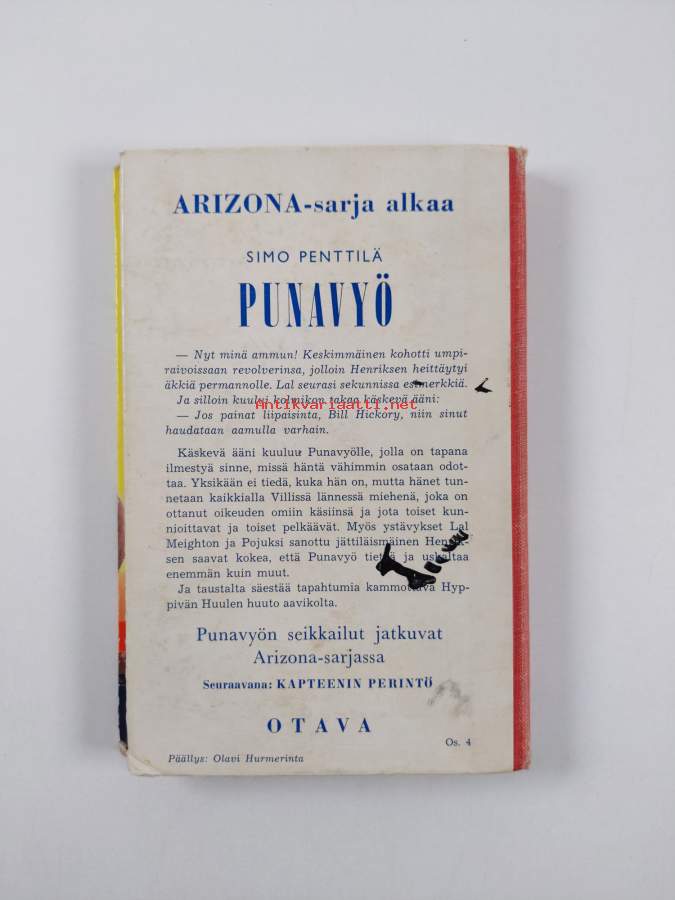 ARIZONA-sarja alkaa
SIMO PENTTILÄ
PUNAVYÖ
— Nyt minä ammun! Keskimmäinen kohotti umpi-
raivoissaan revolverinsa, jolloin Henriksen heittäytyi
äkkiä permannolle. Lal seurasi sekunnissa esimerkkiä.
Ja silloin kuului kolmikon takaa käskevä ääni:
Antikvariaatti.net
— Jos painat liipaisinta, Bill Hickory, niin sinut
haudataan aamulla varhain.
Käskevä ääni kuuluu Punavyölle, jolla on tapana
ilmestyä sinne, missä häntä vähimmin osataan odot-
taa. Yksikään ei tiedä, kuka hän on, mutta hänet tun-
netaan kaikkialla Villissä lännessä miehenä, joka on
ottanut oikeuden omiin käsiinsä ja jota toiset kun-
nioittavat ja toiset pelkäävät. Myös ystävykset Lal
Meighton ja Pojuksi sanottu jättiläismäinen Henrik-
sen saavat kokea, että Punavyö tietää ja uskaltaa
enemmän kuin muut.
Ja taustalta säestää tapahtumia kammottava Hyp-
pivän Huulen huuto aavikolta.
Punavyön seikkailut jatkuvat
Arizona-sarjassa
Seuraavana: KAPTEENIN PERINTÖ
OTAVA
Os. 4
Päällys: Olavi Hurmerinta